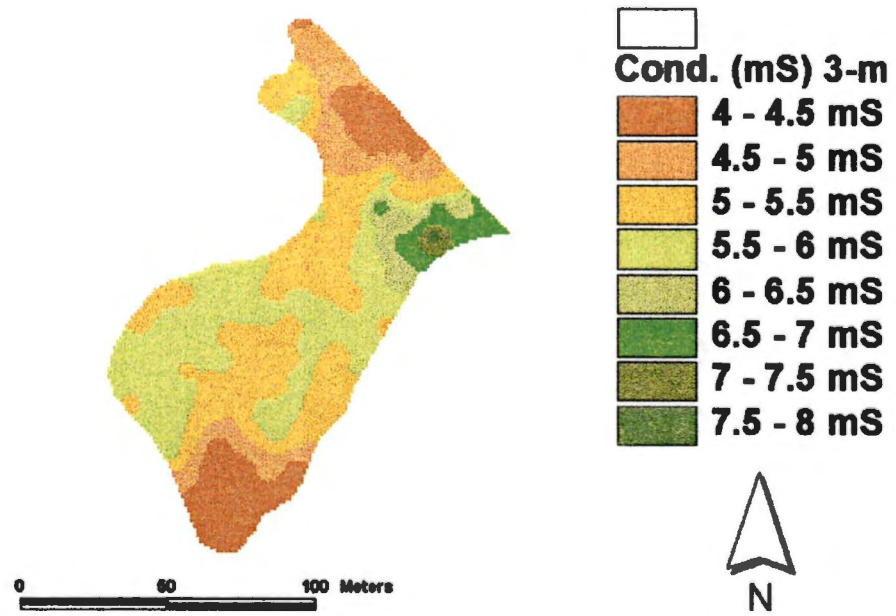 Cond. (mS) 3-m
4 - 4.5 mS
4.5 - 5 mS
5 - 5.5 mS
5.5 - 6 mS
6 - 6.5 mS
6.5 - 7 mS
7 - 7.5 mS
7.5 - 8 mS
0 50 100 Meters
N